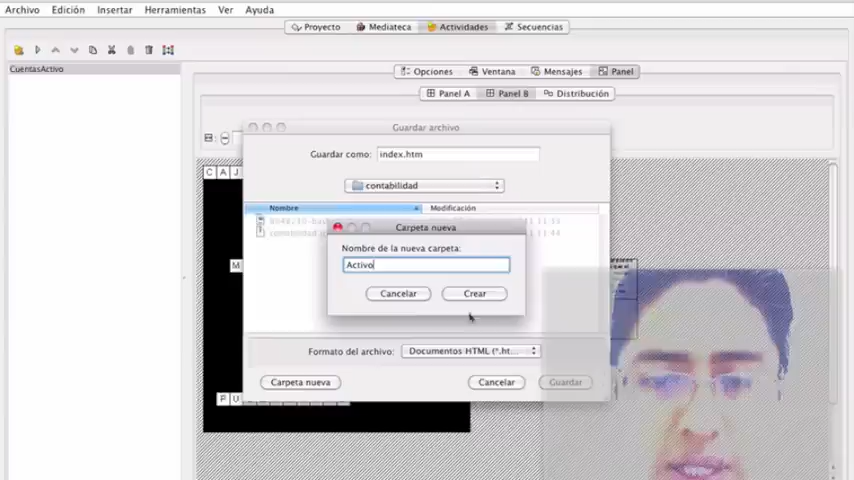 Archivo Edición Insertar Herramientas Ver Ayuda
Proyecto Mediateca Actividades Secuencias
CuentasActivo
Opciones Ventana Mensajes Panel
Panel A Panel B Distribución
Guardar archivo
Guardar como: index.htm
contabilidad
C A J
Nombre Modificación
Carpeta nueva
Nombre de la nueva carpeta:
Activo
M
Cancelar Crear
Formato del archivo: Documentos HTML (*.ht...
Carpeta nueva Cancelar Guardar
P U